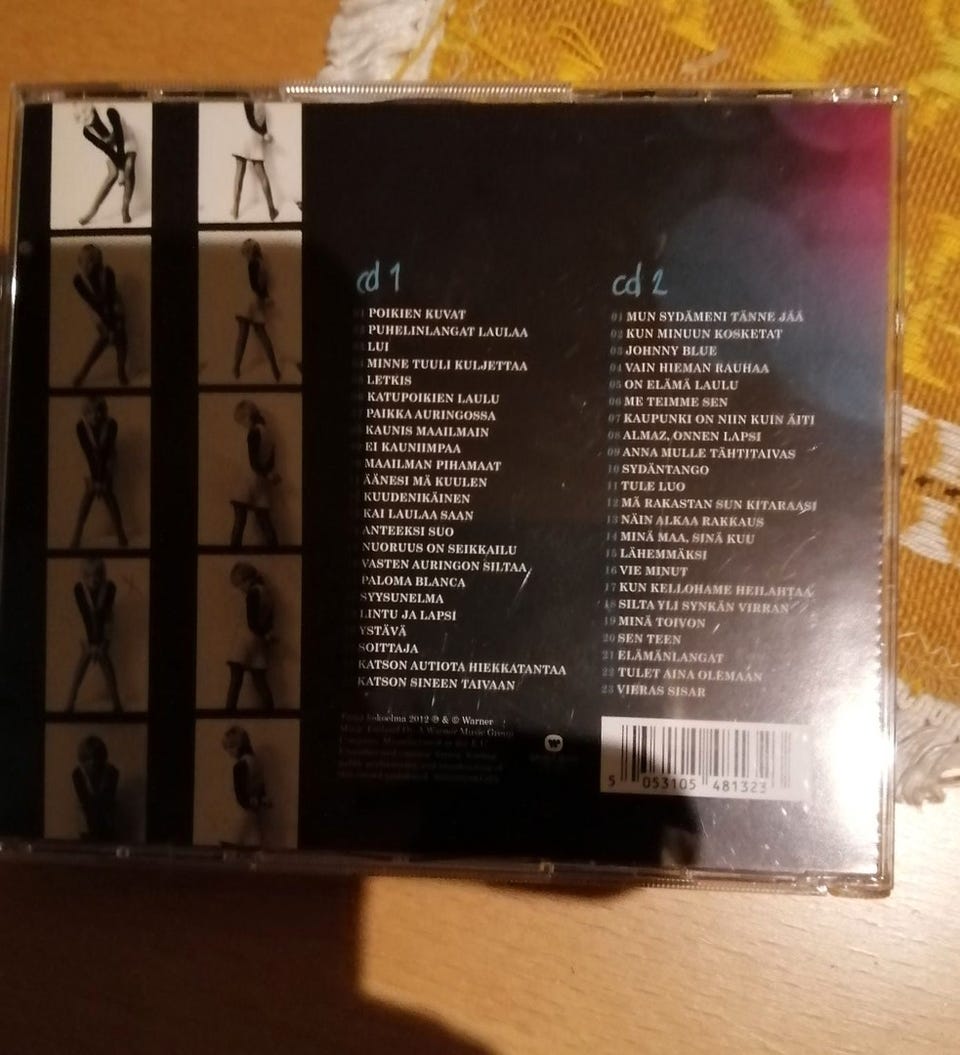 cd 1
POIKIEN KUVAT
PUHELINLANGAT LAULAA
LUI
MINNE TUULI KULJETTAA
LETKIS
KATUPOIKIEN LAULU
PAIKKA AURINGOSSA
KAUNIS MAAILMAIN
EI KAUNIIMPAA
MAAILMAN PIHAMAAT
ÄÄNESI MÄ KUULEN
KUUDENIKÄINEN
KAI LAULAA SAAN
ANTEEKSI SUO
NUORUUS ON SEIKKAILU
VASTEN AURINGON SILTAA
PALOMA BLANCA
SYYSUNELMA
LINTU JA LAPSI
YSTÄVÄ
SOITTAJA
KATSON AUTIOTA HIEKKATANTAA
KATSON SINEEN TAIVAAN
kokoelma 2012 ℗ & © Warner
A Warner Music Group
cd 2
01 MUN SYDÄMENI TÄNNE JÄÄ
02 KUN MINUUN KOSKETAT
03 JOHNNY BLUE
04 VAIN HIEMAN RAUHAA
05 ON ELÄMÄ LAULU
06 ME TEIMME SEN
07 KAUPUNKI ON NIIN KUIN ÄITI
08 ALMAZ, ONNEN LAPSI
09 ANNA MULLE TÄHTITAIVAS
10 SYDÄNTANGO
11 TULE LUO
12 MÄ RAKASTAN SUN KITARAASI
13 NÄIN ALKAA RAKKAUS
14 MINÄ MAA, SINÄ KUU
15 LÄHEMMÄKSI
16 VIE MINUT
17 KUN KELLOHAME HEILAHTAA
18 SILTA YLI SYNKÄN VIRRAN
19 MINÄ TOIVON
20 SEN TEEN
21 ELÄMÄNLANGAT
22 TULET AINA OLEMAAN
23 VIERAS SISAR
5 053105 481323